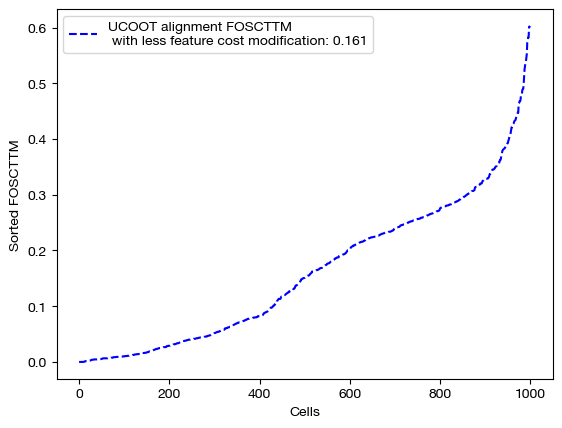 UCOOT alignment FOSCTTM
with less feature cost modification: 0.161
0.6
0.5
0.4
0.3
0.2
0.1
0.0
Sorted FOSCTTM
0 200 400 600 800 1000
Cells